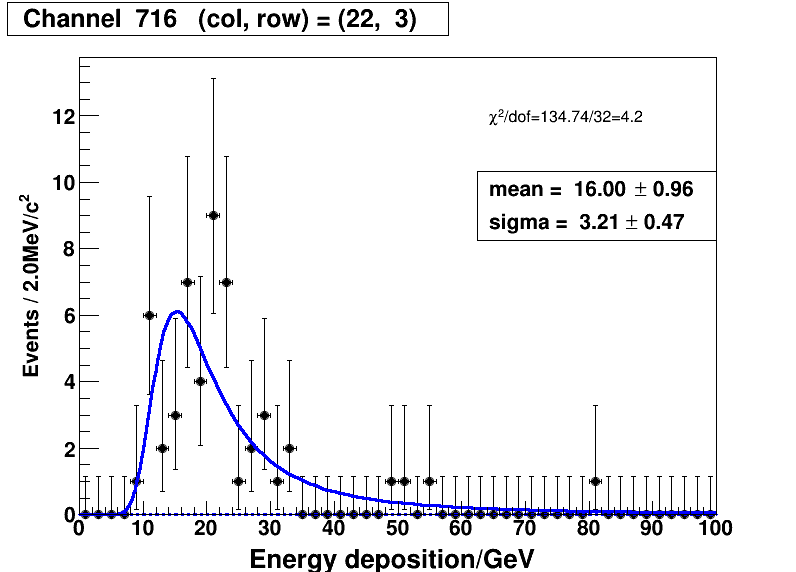 Channel 716 (col, row) = (22, 3)
χ²/dof=134.74/32=4.2
mean = 16.00 ± 0.96
sigma = 3.21 ± 0.47
Events / 2.0MeV/c²
12
10
8
6
4
2
0
0 10 20 30 40 50 60 70 80 90 100
Energy deposition/GeV